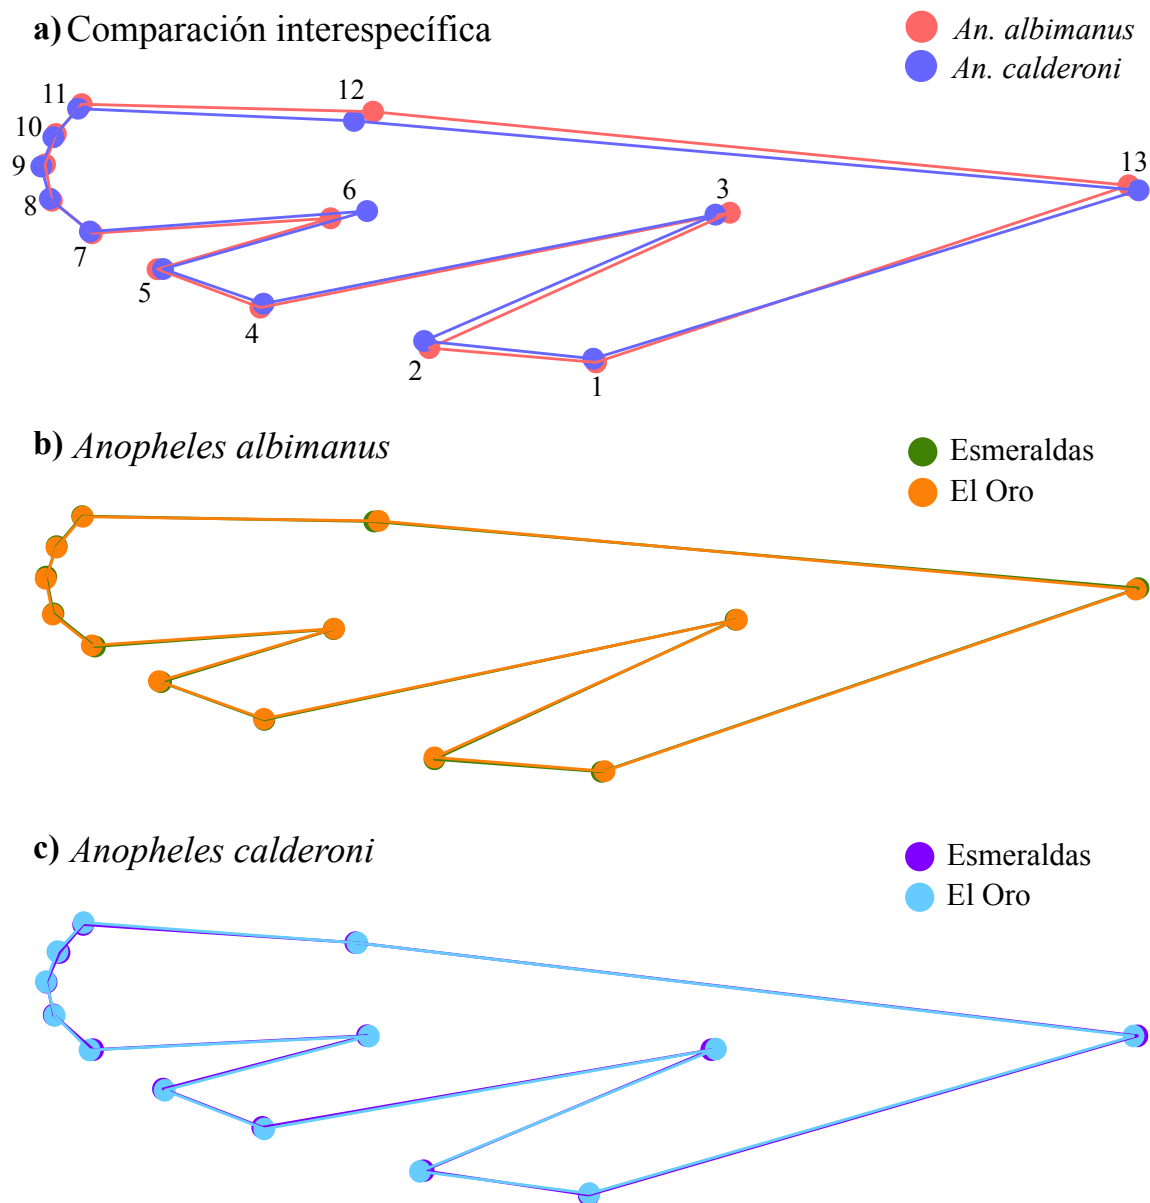 a) Comparación interespecífica
An. albimanus
An. calderoni
11
12
10
9
8
7
6
5
4
3
2
1
13
b) Anopheles albimanus
Esmeraldas
El Oro
c) Anopheles calderoni
Esmeraldas
El Oro